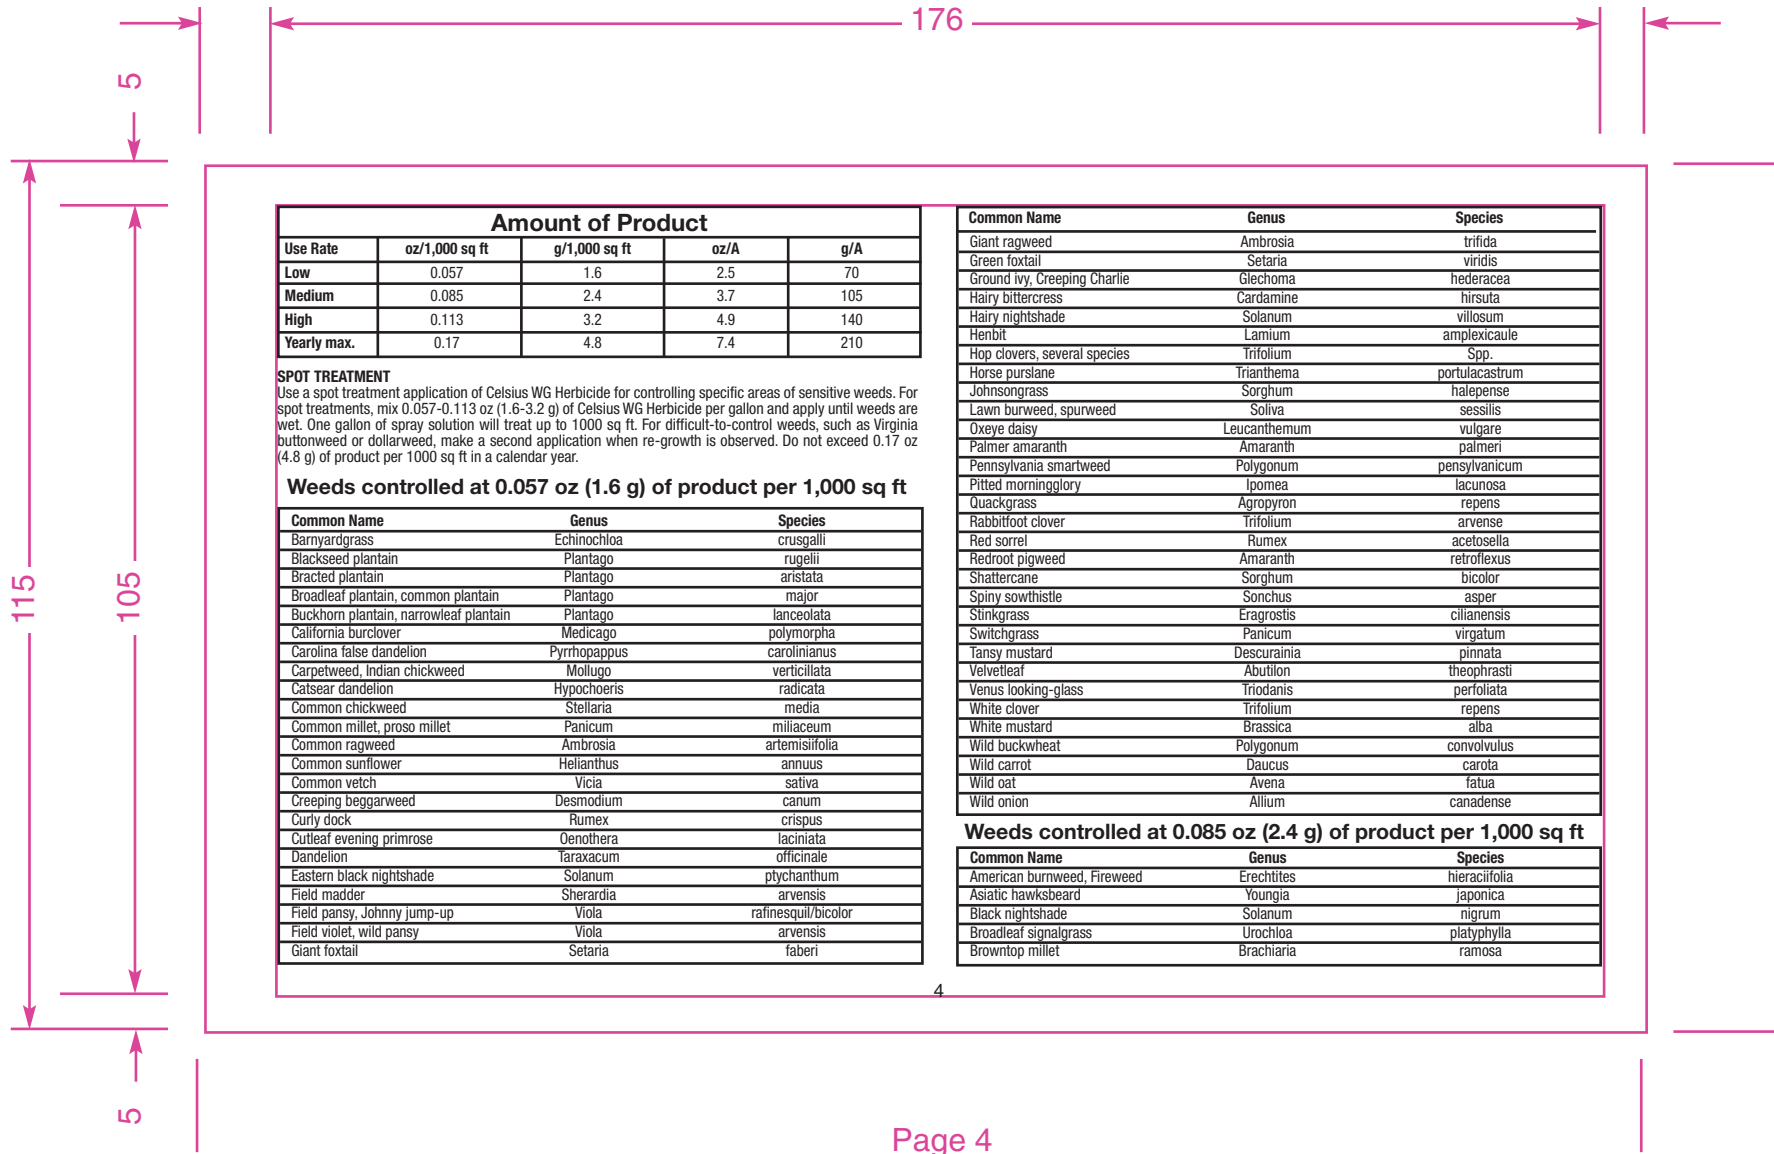 176
5
115
105
5
Amount of Product
Use Rate oz/1,000 sq ft g/1,000 sq ft oz/A g/A
Low 0.057 1.6 2.5 70
Medium 0.085 2.4 3.7 105
High 0.113 3.2 4.9 140
Yearly max. 0.17 4.8 7.4 210
SPOT TREATMENT
Use a spot treatment application of Celsius WG Herbicide for controlling specific areas of sensitive weeds. For
spot treatments, mix 0.057-0.113 oz (1.6-3.2 g) of Celsius WG Herbicide per gallon and apply until weeds are
wet. One gallon of spray solution will treat up to 1000 sq ft. For difficult-to-control weeds, such as Virginia
buttonweed or dollarweed, make a second application when re-growth is observed. Do not exceed 0.17 oz
(4.8 g) of product per 1000 sq ft in a calendar year.
Weeds controlled at 0.057 oz (1.6 g) of product per 1,000 sq ft
Common Name Genus Species
Barnyardgrass Echinochloa crusgalli
Blackseed plantain Plantago rugelii
Bracted plantain Plantago aristata
Broadleaf plantain, common plantain Plantago major
Buckhorn plantain, narrowleaf plantain Plantago lanceolata
California burclover Medicago polymorpha
Carolina false dandelion Pyrrhopappus carolinianus
Carpetweed, Indian chickweed Mollugo verticillata
Catsear dandelion Hypochoeris radicata
Common chickweed Stellaria media
Common millet, proso millet Panicum miliaceum
Common ragweed Ambrosia artemisiifolia
Common sunflower Helianthus annuus
Common vetch Vicia sativa
Creeping beggarweed Desmodium canum
Curly dock Rumex crispus
Cutleaf evening primrose Oenothera laciniata
Dandelion Taraxacum officinale
Eastern black nightshade Solanum ptychanthum
Field madder Sherardia arvensis
Field pansy, Johnny jump-up Viola rafinesquil/bicolor
Field violet, wild pansy Viola arvensis
Giant foxtail Setaria faberi
Common Name Genus Species
Giant ragweed Ambrosia trifida
Green foxtail Setaria viridis
Ground ivy, Creeping Charlie Glechoma hederacea
Hairy bittercress Cardamine hirsuta
Hairy nightshade Solanum villosum
Henbit Lamium amplexicaule
Hop clovers, several species Trifolium Spp.
Horse purslane Trianthema portulacastrum
Johnsongrass Sorghum halepense
Lawn burweed, spurweed Soliva sessilis
Oxeye daisy Leucanthemum vulgare
Palmer amaranth Amaranth palmeri
Pennsylvania smartweed Polygonum pensylvanicum
Pitted morningglory Ipomea lacunosa
Quackgrass Agropyron repens
Rabbitfoot clover Trifolium arvense
Red sorrel Rumex acetosella
Redroot pigweed Amaranth retroflexus
Shattercane Sorghum bicolor
Spiny sowthistle Sonchus asper
Stinkgrass Eragrostis cilianensis
Switchgrass Panicum virgatum
Tansy mustard Descurainia pinnata
Velvetleaf Abutilon theophrasti
Venus looking-glass Triodanis perfoliata
White clover Trifolium repens
White mustard Brassica alba
Wild buckwheat Polygonum convolvulus
Wild carrot Daucus carota
Wild oat Avena fatua
Wild onion Allium canadense
Weeds controlled at 0.085 oz (2.4 g) of product per 1,000 sq ft
Common Name Genus Species
American burnweed, Fireweed Erechtites hieraciifolia
Asiatic hawksbeard Youngia japonica
Black nightshade Solanum nigrum
Broadleaf signalgrass Urochloa platyphylla
Browntop millet Brachiaria ramosa
4
Page 4